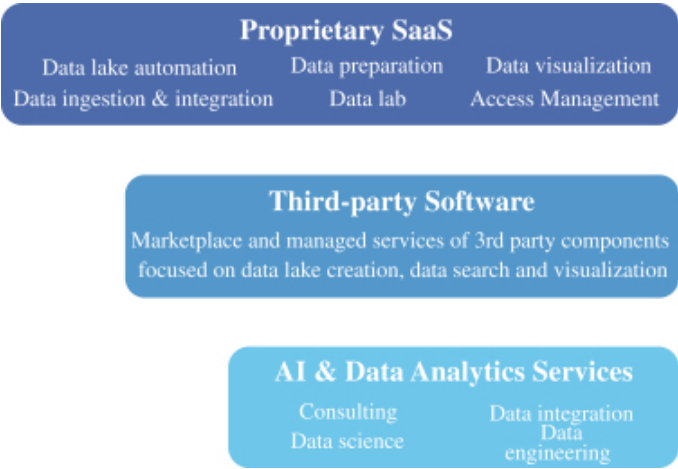 Proprietary SaaS
Data lake automation Data preparation Data visualization
Data ingestion & integration Data lab Access Management
Third-party Software
Marketplace and managed services of 3rd party components
focused on data lake creation, data search and visualization
AI & Data Analytics Services
Consulting Data integration
Data science Data
engineering